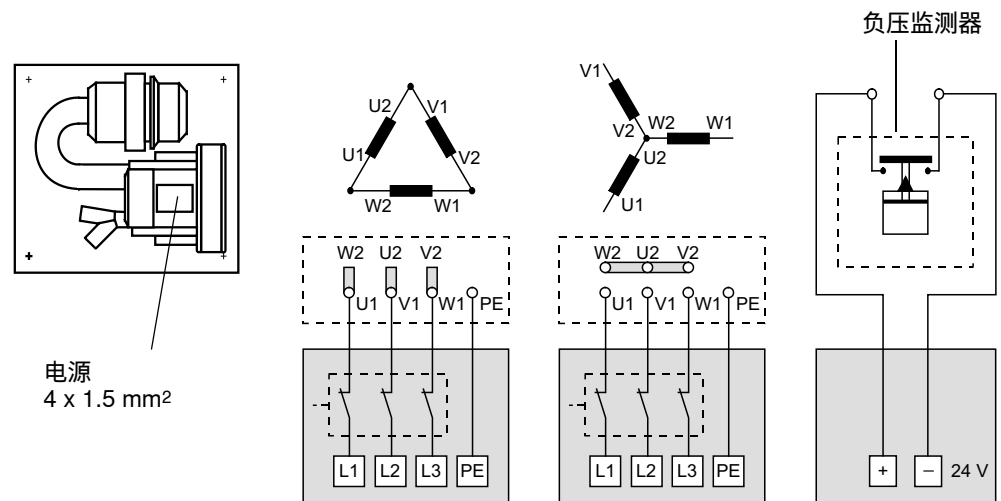 负压监测器
U2 V1
U1 V2
W2 W1
V1
V2 W2 W1
U2
U1
W2 U2 V2
U1 V1 W1 PE
L1 L2 L3 PE
W2 U2 V2
U1 V1 W1 PE
L1 L2 L3 PE
+ − 24 V
电源
4 x 1.5 mm²